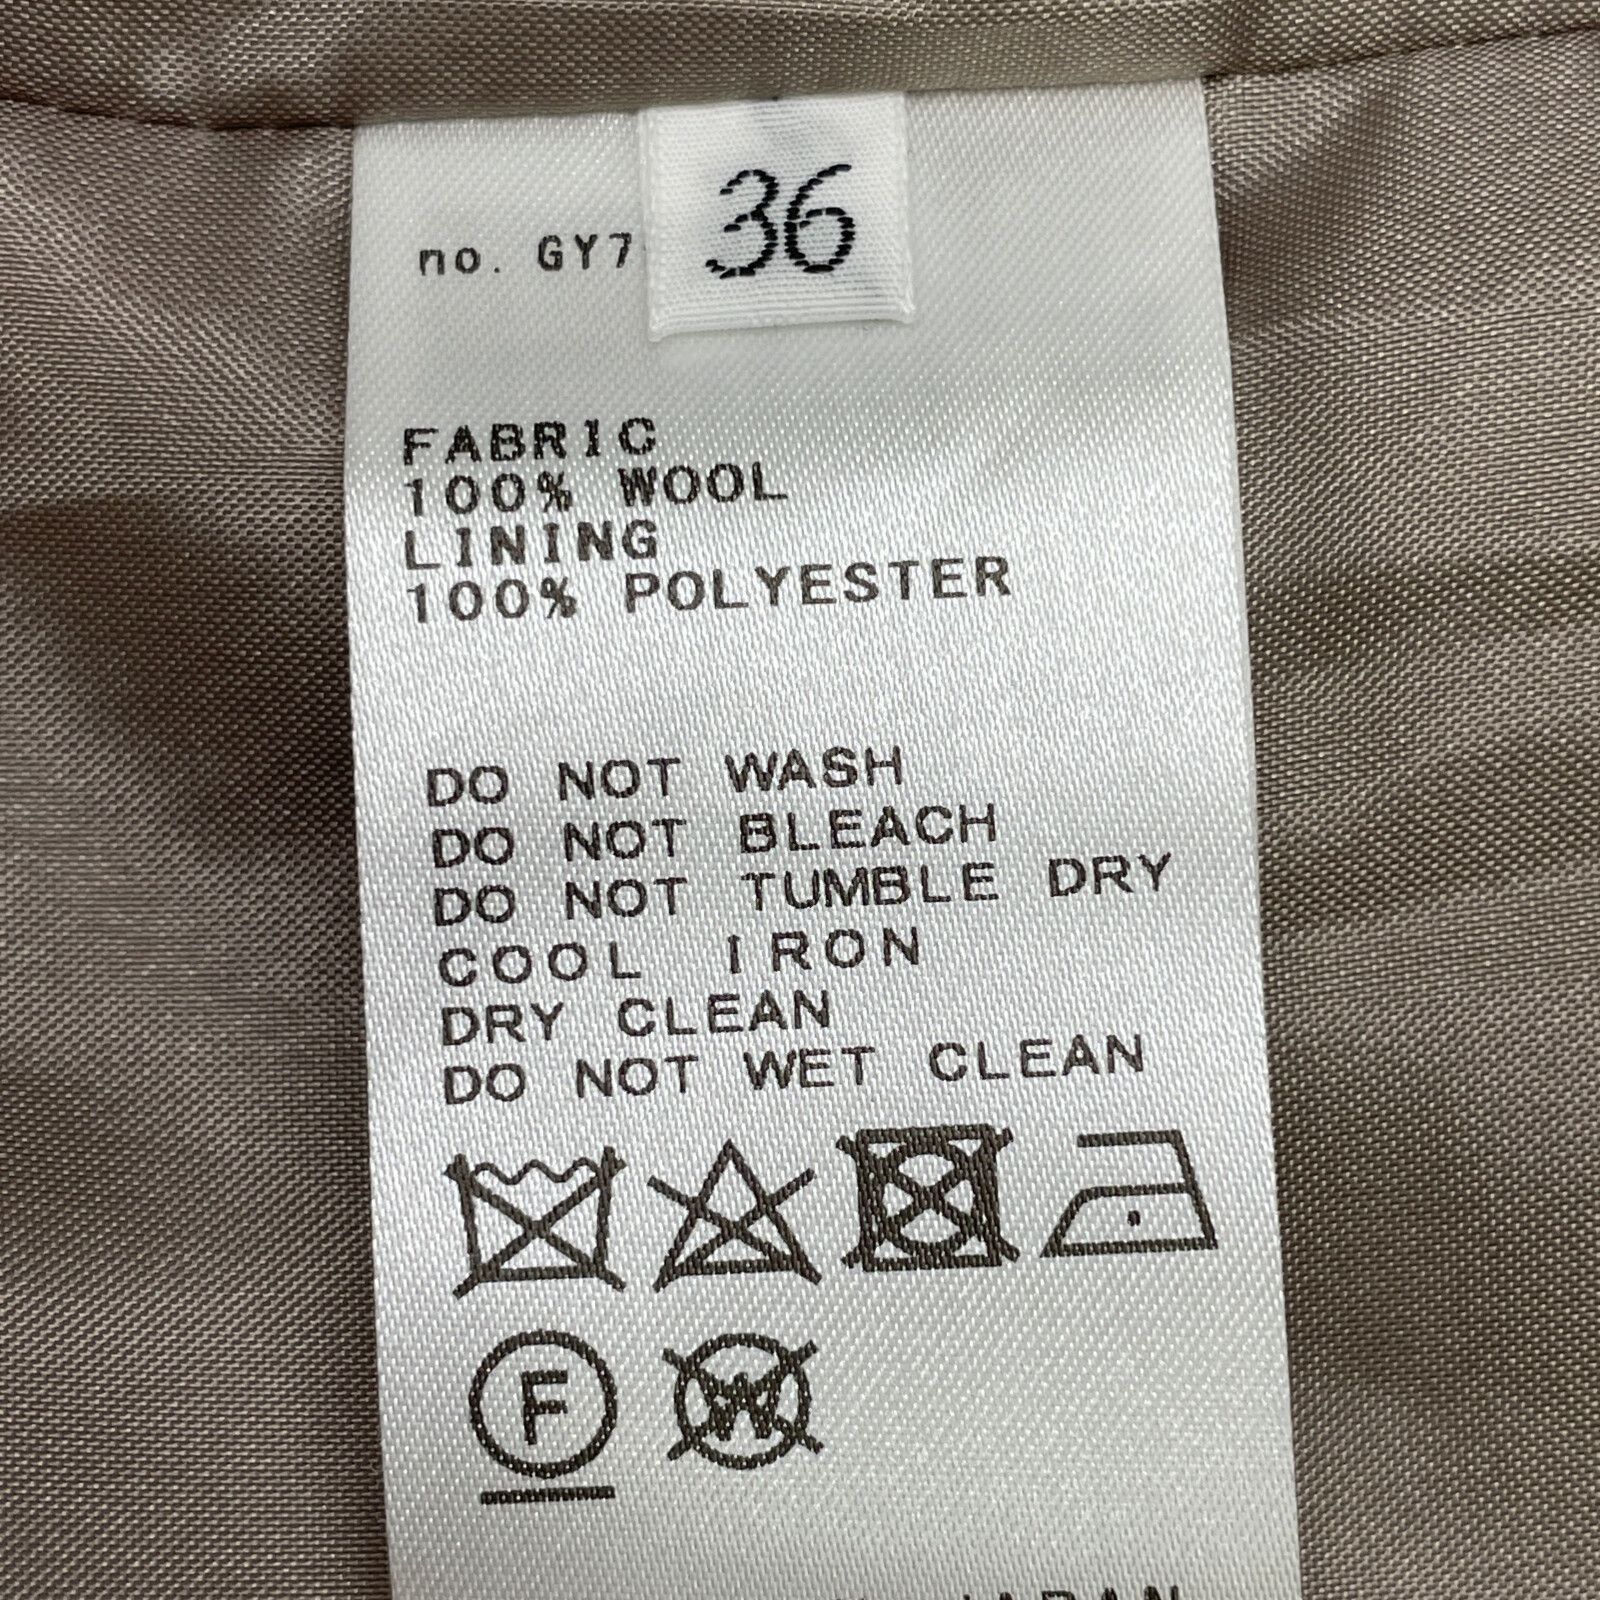 36
no. GY7
FABRIC
100% WOOL
LINING
100% POLYESTER
DO NOT WASH
DO NOT BLEACH
DO NOT TUMBLE DRY
COOL IRON
DRY CLEAN
DO NOT WET CLEAN
F W
JAPAN